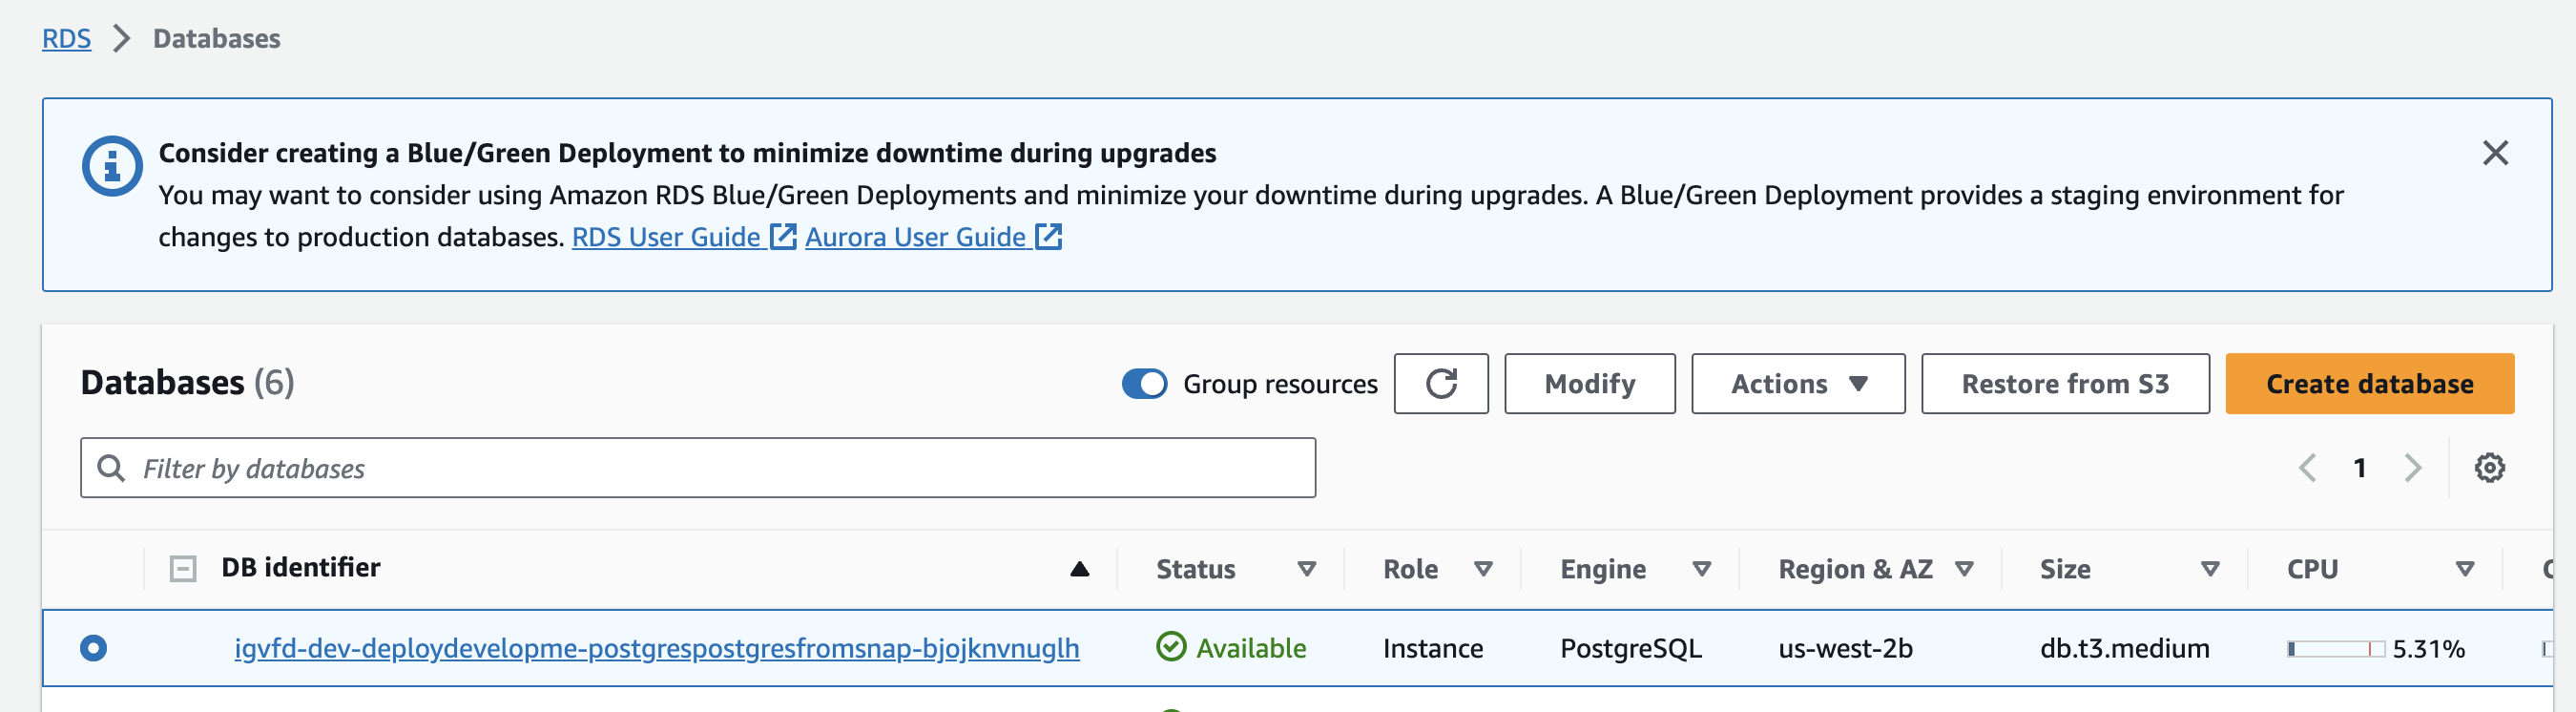 RDS > Databases
Consider creating a Blue/Green Deployment to minimize downtime during upgrades
You may want to consider using Amazon RDS Blue/Green Deployments and minimize your downtime during upgrades. A Blue/Green Deployment provides a staging environment for
changes to production databases. RDS User Guide Aurora User Guide
Databases (6) Group resources Modify Actions Restore from S3 Create database
Filter by databases 1
DB identifier Status Role Engine Region & AZ Size CPU
igvfd-dev-deploydevelopme-postgrespostgresfromsnap-bjojknvnuglh Available Instance PostgreSQL us-west-2b db.t3.medium 5.31%